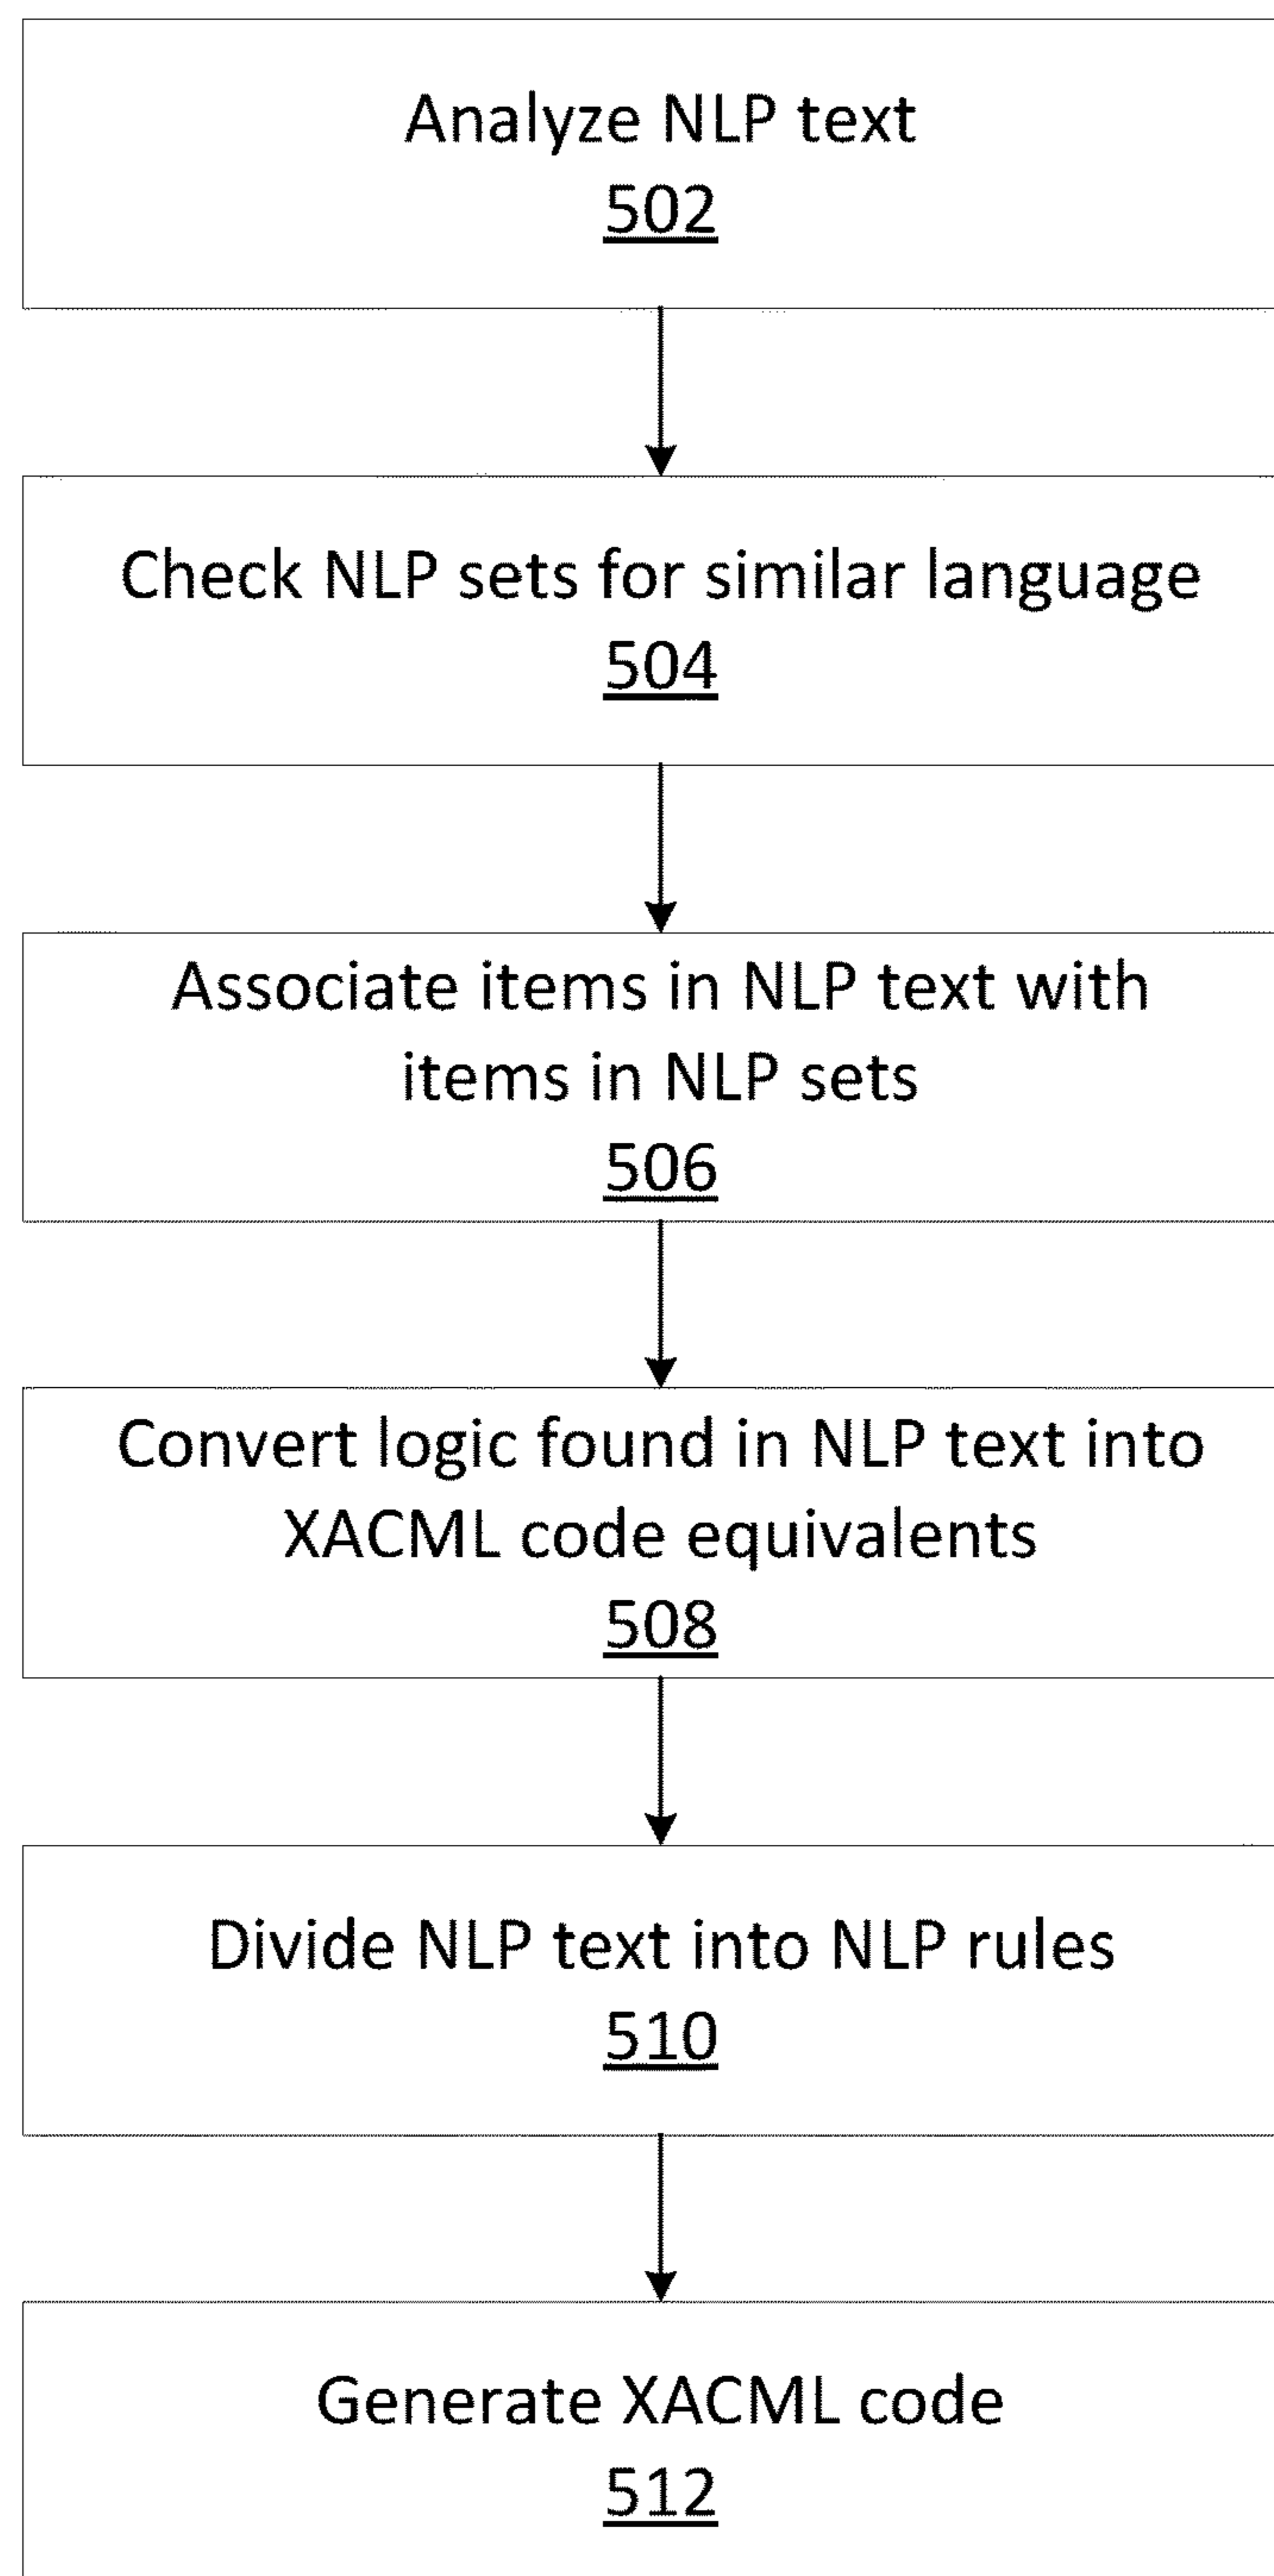 Analyze NLP text
502
Check NLP sets for similar language
504
Associate items in NLP text with
items in NLP sets
506
Convert logic found in NLP text into
XACML code equivalents
508
Divide NLP text into NLP rules
510
Generate XACML code
512